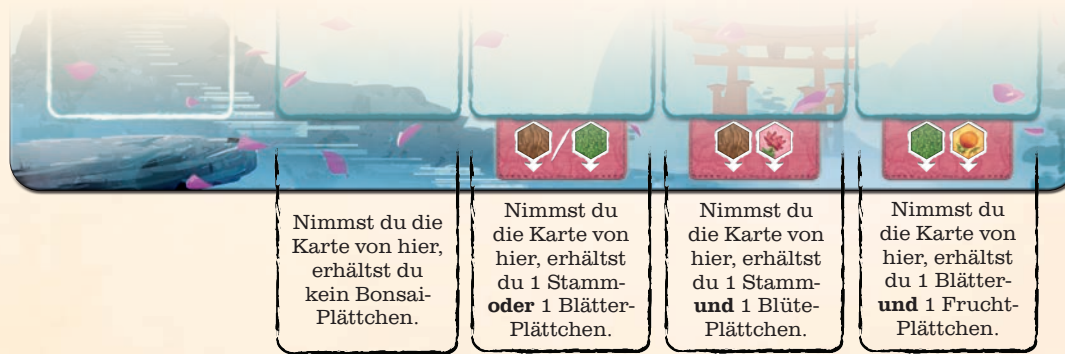 Nimmst du die
Karte von hier,
erhältst du
kein Bonsai-
Plättchen.
Nimmst du
die Karte von
hier, erhältst
du 1 Stamm-
oder 1 Blätter-
Plättchen.
Nimmst du
die Karte von
hier, erhältst
du 1 Stamm-
und 1 Blüte-
Plättchen.
Nimmst du
die Karte von
hier, erhältst
du 1 Blätter-
und 1 Frucht-
Plättchen.